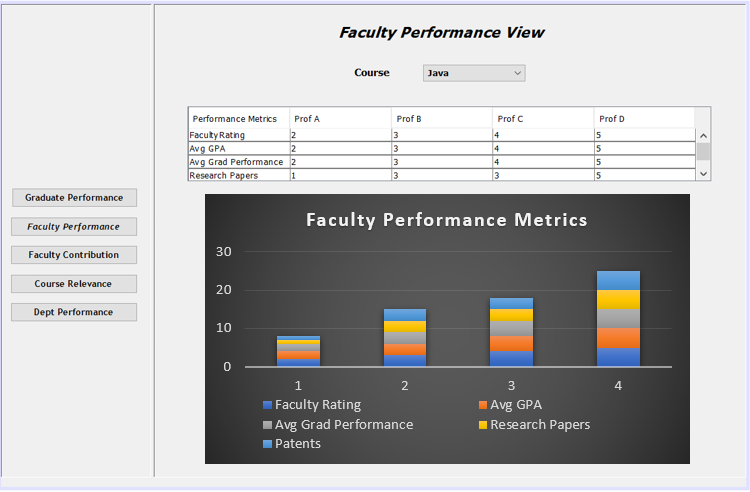 Faculty Performance View
Course Java
Performance Metrics Prof A Prof B Prof C Prof D
FacultyRating 2 3 4 5
Avg GPA 2 3 4 5
Avg Grad Performance 2 3 4 5
Research Papers 1 3 3 5
Graduate Performance
Faculty Performance
Faculty Contribution
Course Relevance
Dept Performance
Faculty Performance Metrics
30
20
10
0
1 2 3 4
Faculty Rating Avg GPA
Avg Grad Performance Research Papers
Patents